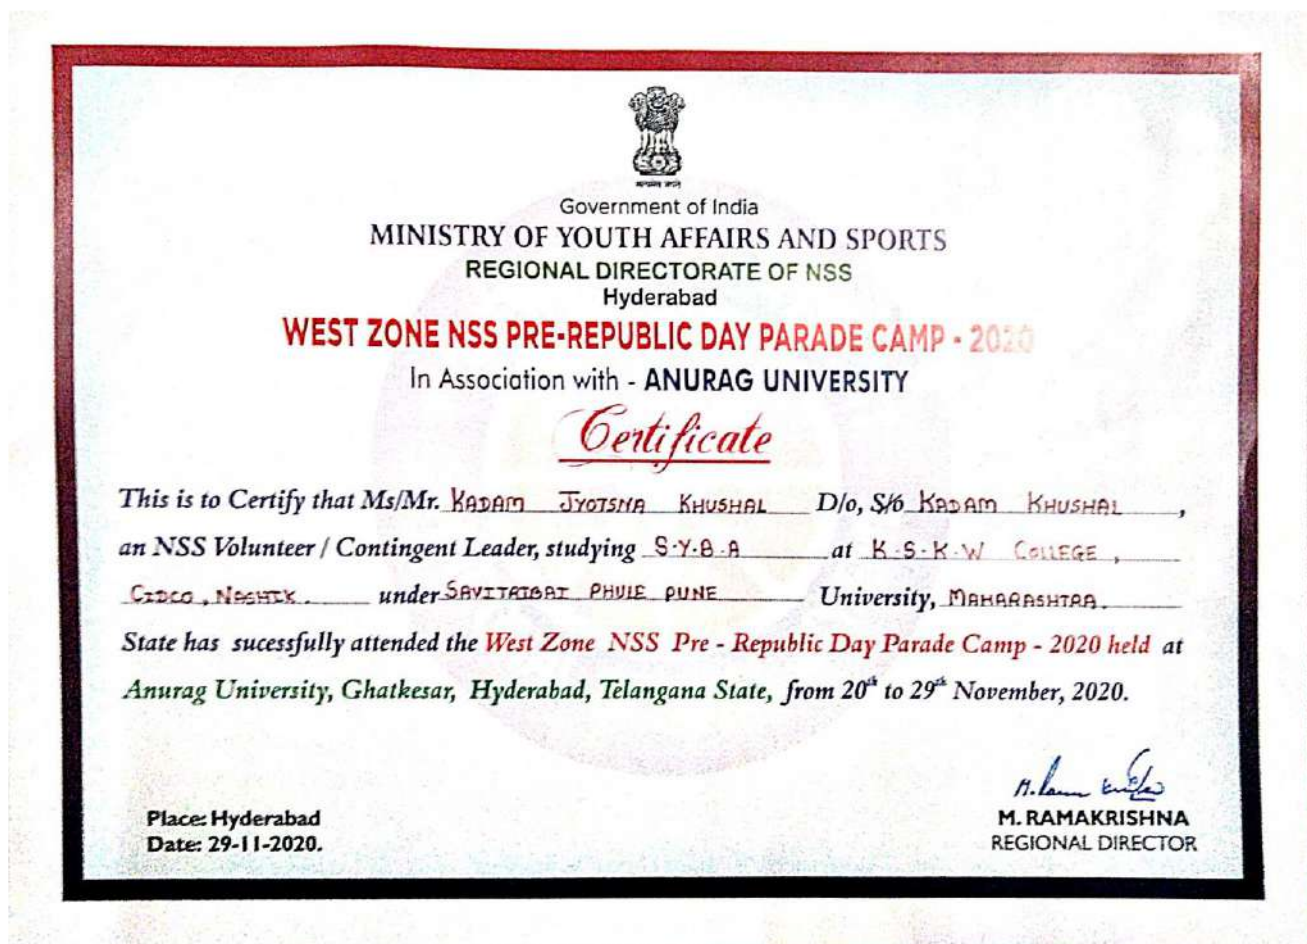 Government of India
MINISTRY OF YOUTH AFFAIRS AND SPORTS
REGIONAL DIRECTORATE OF NSS
Hyderabad
WEST ZONE NSS PRE-REPUBLIC DAY PARADE CAMP - 2020
In Association with - ANURAG UNIVERSITY
Certificate
This is to Certify that Ms/Mr. KADAM JYOTSNA KHUSHAL D/o, S/o KADAM KHUSHAL ,
an NSS Volunteer / Contingent Leader, studying S.Y.B.A at K.S.K.W COLLEGE,
CIDCO, NASHIK. under SAVITRIBAI PHULE PUNE University, MAHARASHTRA.
State has sucessfully attended the West Zone NSS Pre - Republic Day Parade Camp - 2020 held at
Anurag University, Ghatkesar, Hyderabad, Telangana State, from 20th to 29th November, 2020.
Place: Hyderabad
Date: 29-11-2020.
M. RAMAKRISHNA
REGIONAL DIRECTOR